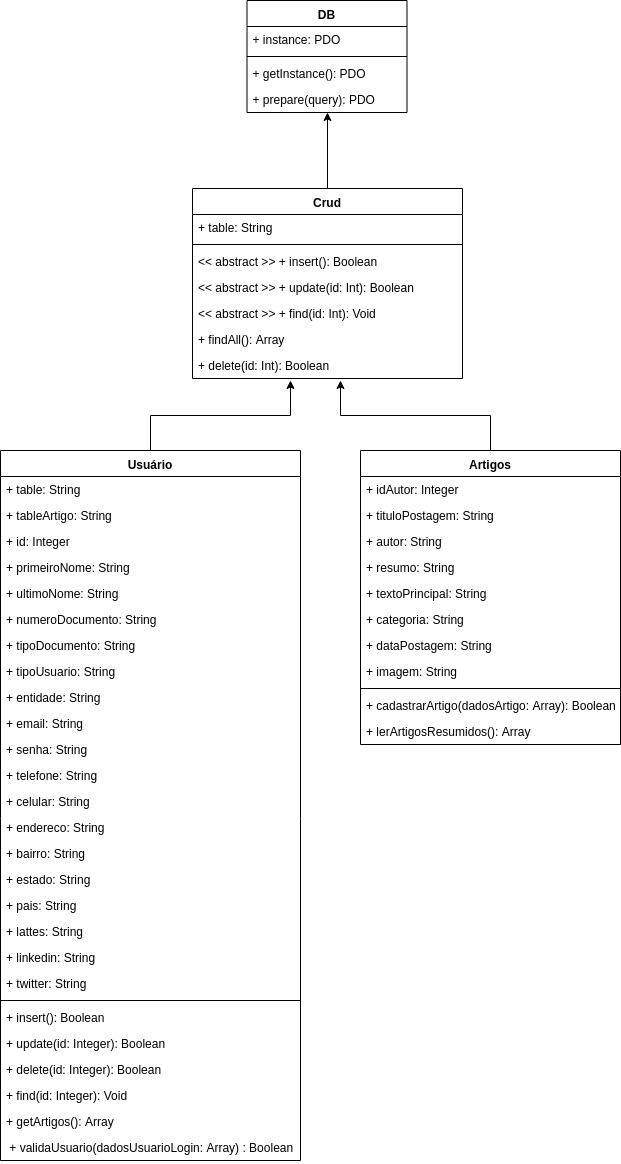 DB
+ instance: PDO
+ getInstance(): PDO
+ prepare(query): PDO
Crud
+ table: String
<< abstract >> + insert(): Boolean
<< abstract >> + update(id: Int): Boolean
<< abstract >> + find(id: Int): Void
+ findAll(): Array
+ delete(id: Int): Boolean
Usuário
+ table: String
+ tableArtigo: String
+ id: Integer
+ primeiroNome: String
+ ultimoNome: String
+ numeroDocumento: String
+ tipoDocumento: String
+ tipoUsuario: String
+ entidade: String
+ email: String
+ senha: String
+ telefone: String
+ celular: String
+ endereco: String
+ bairro: String
+ estado: String
+ pais: String
+ lattes: String
+ linkedin: String
+ twitter: String
+ insert(): Boolean
+ update(id: Integer): Boolean
+ delete(id: Integer): Boolean
+ find(id: Integer): Void
+ getArtigos(): Array
+ validaUsuario(dadosUsuarioLogin: Array) : Boolean
Artigos
+ idAutor: Integer
+ tituloPostagem: String
+ autor: String
+ resumo: String
+ textoPrincipal: String
+ categoria: String
+ dataPostagem: String
+ imagem: String
+ cadastrarArtigo(dadosArtigo: Array): Boolean
+ lerArtigosResumidos(): Array